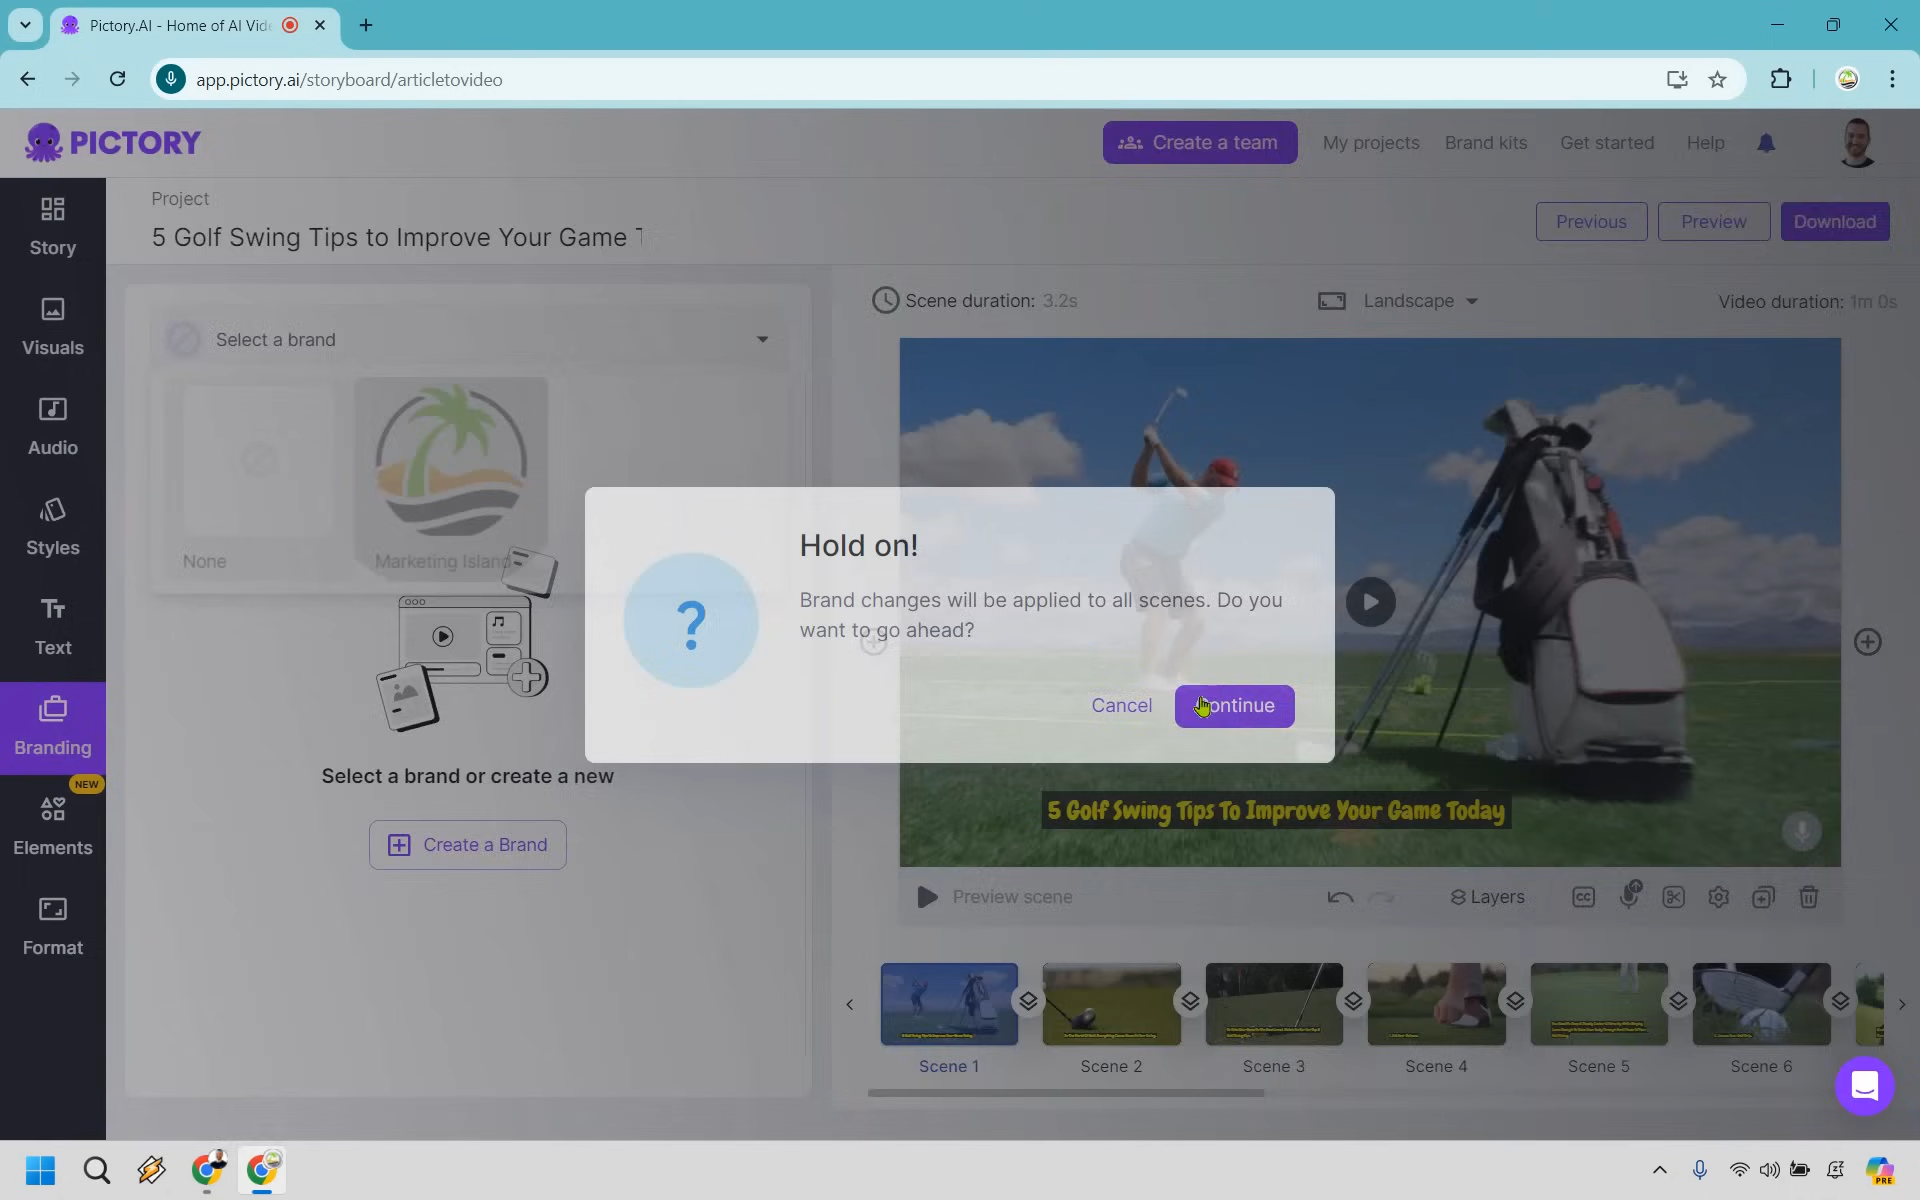 Pictory.AI - Home of AI Vid
app.pictory.ai/storyboard/articletovideo
PICTORY
Create a team
My projects
Brand kits
Get started
Help
Story
Visuals
Audio
Styles
Text
Branding
NEW
Elements
Format
Project
5 Golf Swing Tips to Improve Your Game T
Previous
Preview
Download
Select a brand
None
Marketing Island
Select a brand or create a new
Create a Brand
Scene duration: 3.2s
Landscape
Video duration: 1m 0s
Hold on!
Brand changes will be applied to all scenes. Do you
want to go ahead?
Cancel
Continue
5 Golf Swing Tips To Improve Your Game Today
Preview scene
Layers
CC
Scene 1
Scene 2
Scene 3
Scene 4
Scene 5
Scene 6
PRE